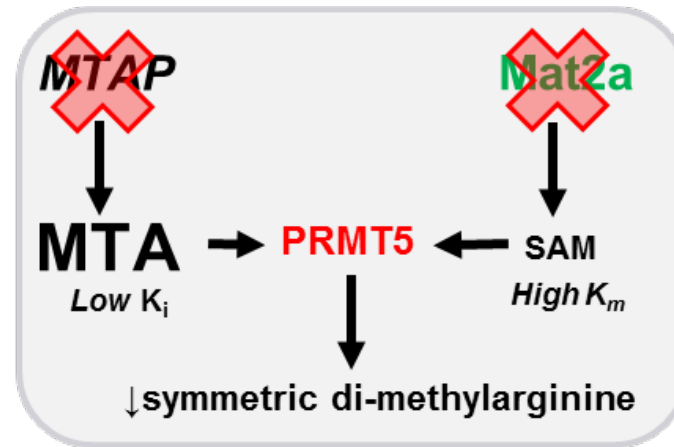 MTAP Mat2a
MTA PRMT5 SAM
Low Ki High Km
↓symmetric di-methylarginine